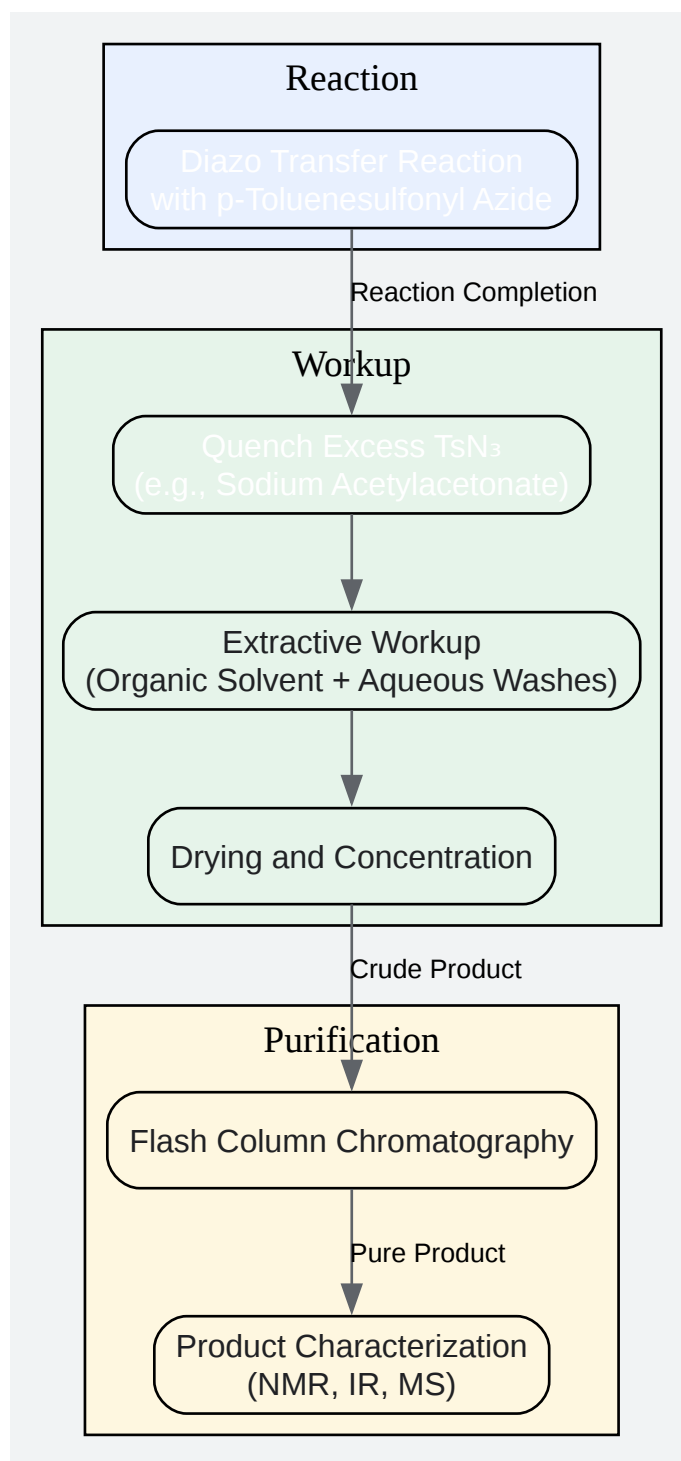 Reaction
Diazo Transfer Reaction
with p-Toluenesulfonyl Azide
Reaction Completion
Workup
Quench Excess TsN₃
(e.g., Sodium Acetylacetonate)
Extractive Workup
(Organic Solvent + Aqueous Washes)
Drying and Concentration
Crude Product
Purification
Flash Column Chromatography
Pure Product
Product Characterization
(NMR, IR, MS)